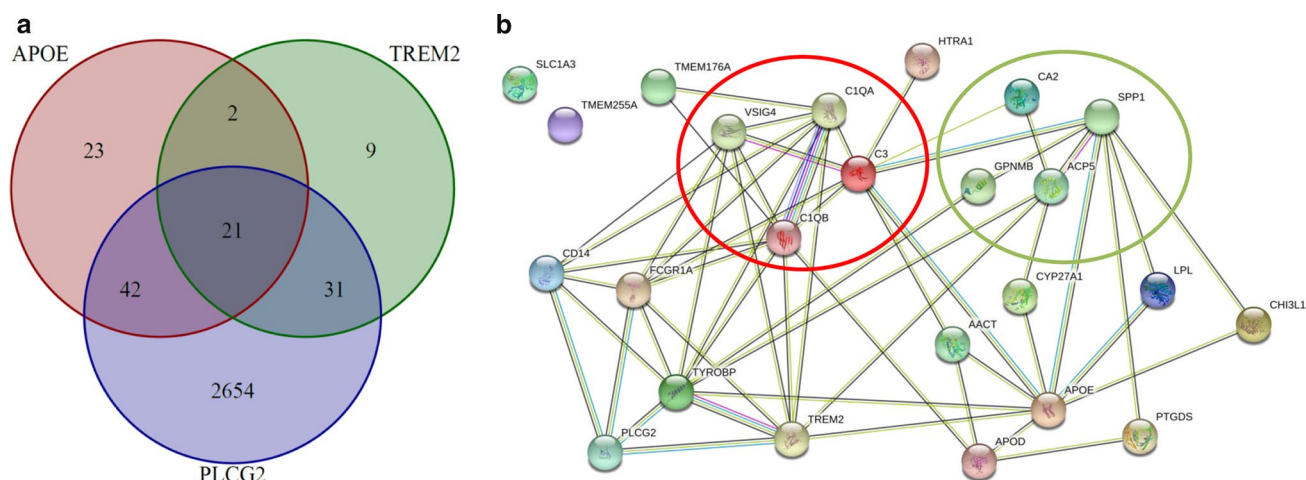 a
b
APOE
TREM2
2
23
9
21
42
31
2654
PLCG2
SLC1A3
TMEM255A
TMEM176A
HTRA1
VSIG4
C1QA
C3
C1QB
CA2
SPP1
GPNMB
ACP5
CD14
FCGR1A
CYP27A1
LPL
CHI3L1
AACT
TYROBP
APOE
PLCG2
TREM2
APOD
PTGDS